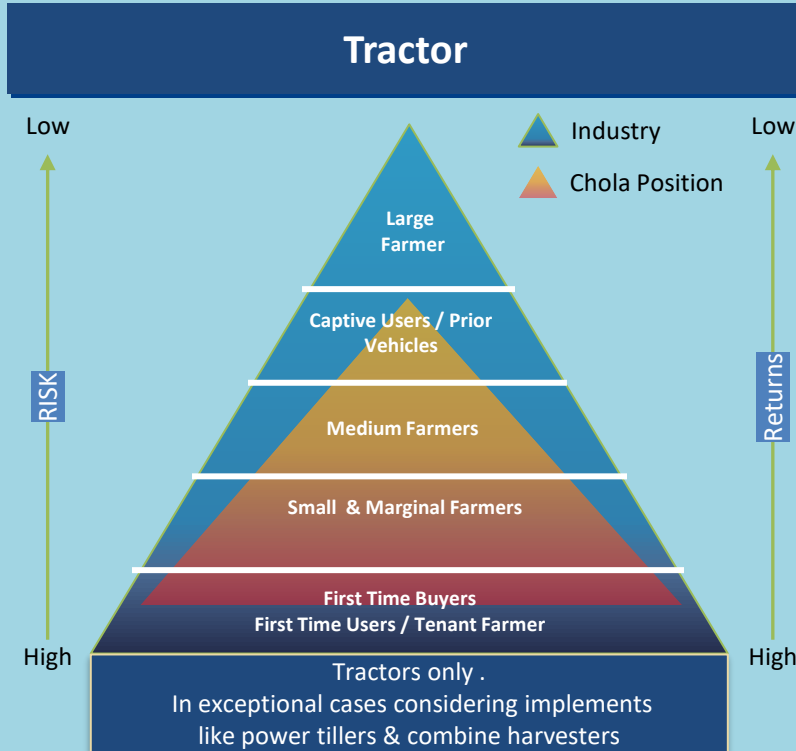 Tractor
Low
Low
Industry
Chola Position
Large
Farmer
Captive Users / Prior
Vehicles
RISK
Returns
Medium Farmers
Small & Marginal Farmers
First Time Buyers
First Time Users / Tenant Farmer
High
High
Tractors only .
In exceptional cases considering implements
like power tillers & combine harvesters